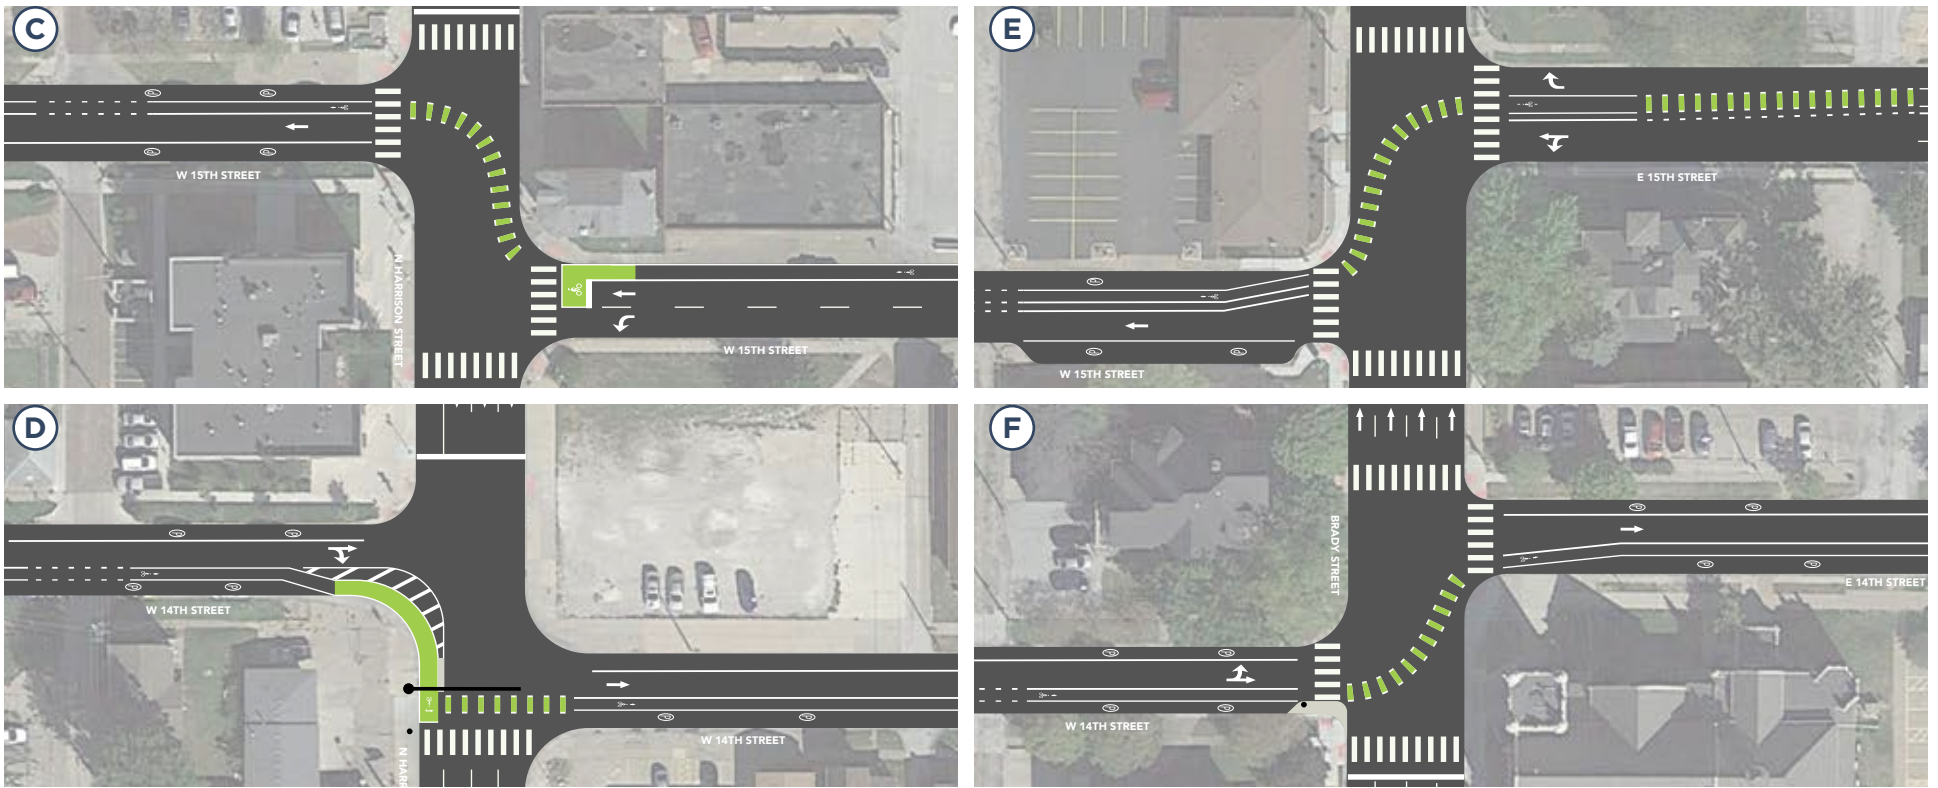 C
W 15TH STREET
N HARRISON STREET
W 15TH STREET
E
E 15TH STREET
W 15TH STREET
D
W 14TH STREET
N HARR
W 14TH STREET
F
BRADY STREET
E 14TH STREET
W 14TH STREET